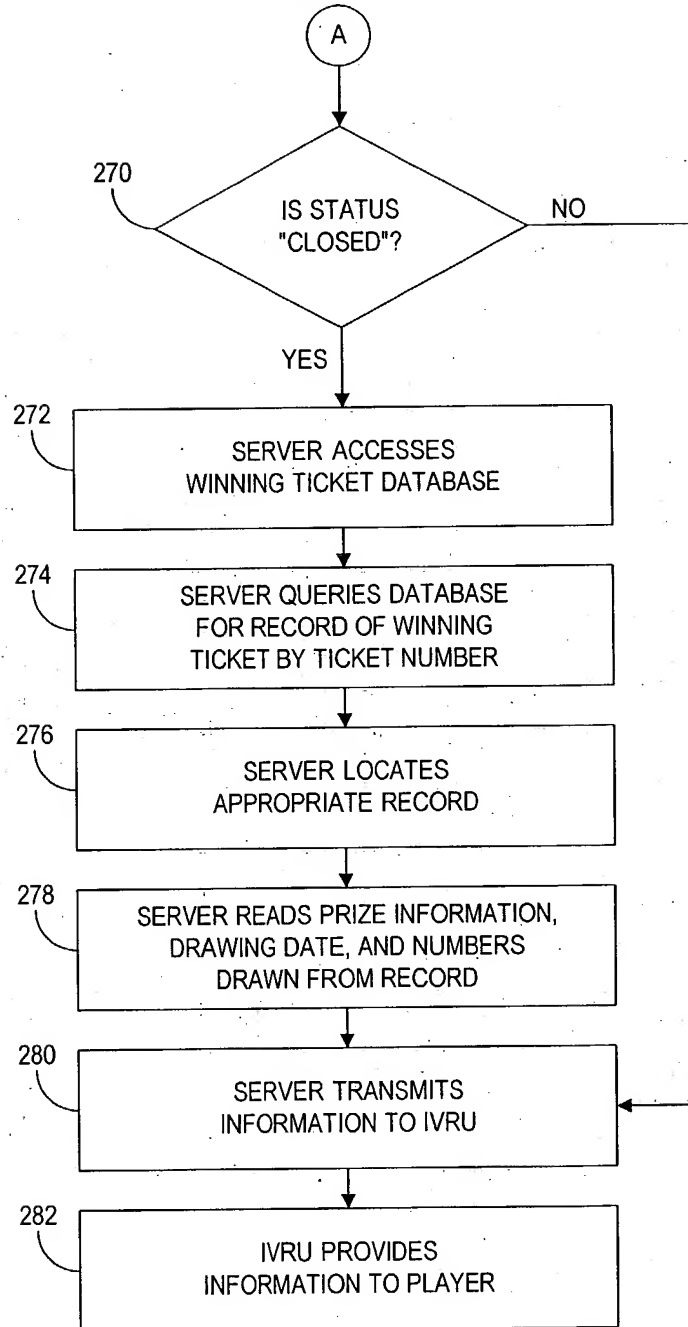 A
270
IS STATUS
"CLOSED"?
NO
YES
272
SERVER ACCESSES
WINNING TICKET DATABASE
274
SERVER QUERIES DATABASE
FOR RECORD OF WINNING
TICKET BY TICKET NUMBER
276
SERVER LOCATES
APPROPRIATE RECORD
278
SERVER READS PRIZE INFORMATION,
DRAWING DATE, AND NUMBERS
DRAWN FROM RECORD
280
SERVER TRANSMITS
INFORMATION TO IVRU
282
IVRU PROVIDES
INFORMATION TO PLAYER